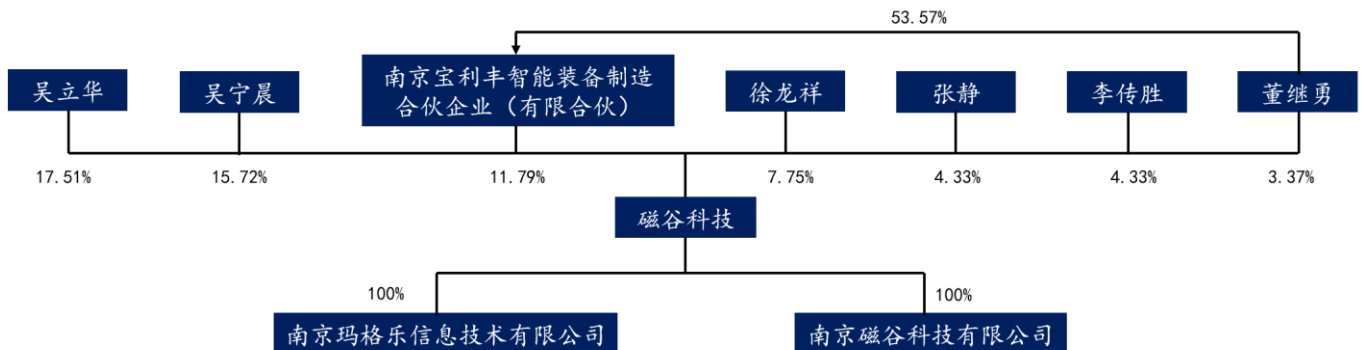 53.57%
吴立华
吴宁晨
南京宝利丰智能装备制造
合伙企业（有限合伙）
徐龙祥
张静
李传胜
董继勇
17.51%
15.72%
11.79%
7.75%
4.33%
4.33%
3.37%
磁谷科技
100%
100%
南京玛格乐信息技术有限公司
南京磁谷科技有限公司